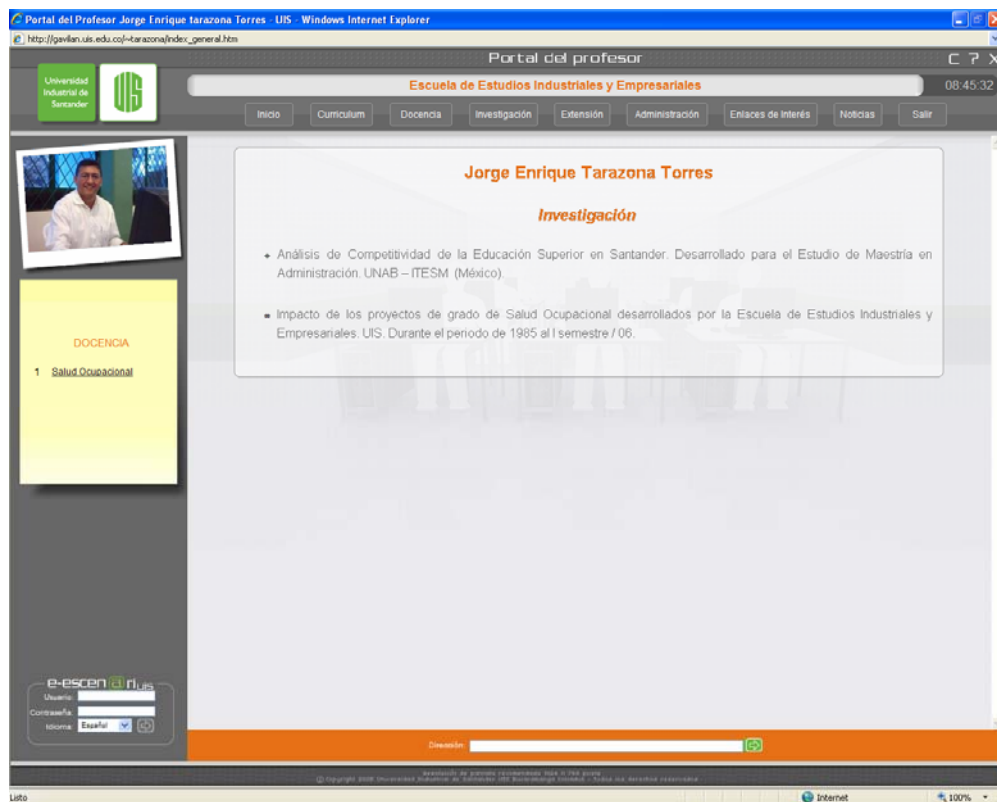 Portal del Profesor Jorge Enrique tarazona Torres - UIS - Windows Internet Explorer
http://gavilan.uis.edu.co/~tarazona/index_general.htm
Portal del profesor
C ? X
Universidad
Industrial de
Santander
UIS
Escuela de Estudios Industriales y Empresariales
08:45:32
Inicio Curriculum Docencia Investigación Extensión Administración Enlaces de Interés Noticias Salir
Jorge Enrique Tarazona Torres
Investigación
Análisis de Competitividad de la Educación Superior en Santander. Desarrollado para el Estudio de Maestría en
Administración. UNAB – ITESM (México).
Impacto de los proyectos de grado de Salud Ocupacional desarrollados por la Escuela de Estudios Industriales y
Empresariales. UIS. Durante el periodo de 1985 al I semestre / 06.
DOCENCIA
1 Salud Ocupacional
e-escen@riuis
Usuario:
Contraseña:
Idioma: Español
Dirección:
Listo
Internet
100%